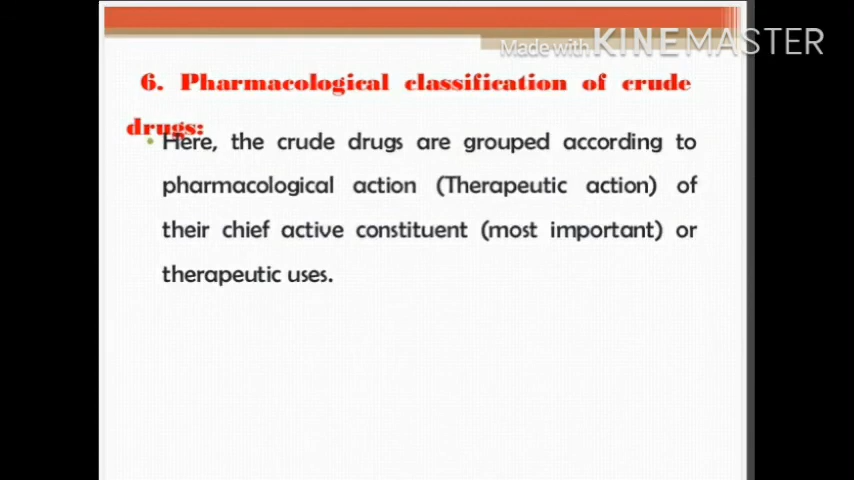 Made with KINEMASTER
6. Pharmacological classification of crude
drugs:
• Here, the crude drugs are grouped according to
pharmacological action (Therapeutic action) of
their chief active constituent (most important) or
therapeutic uses.